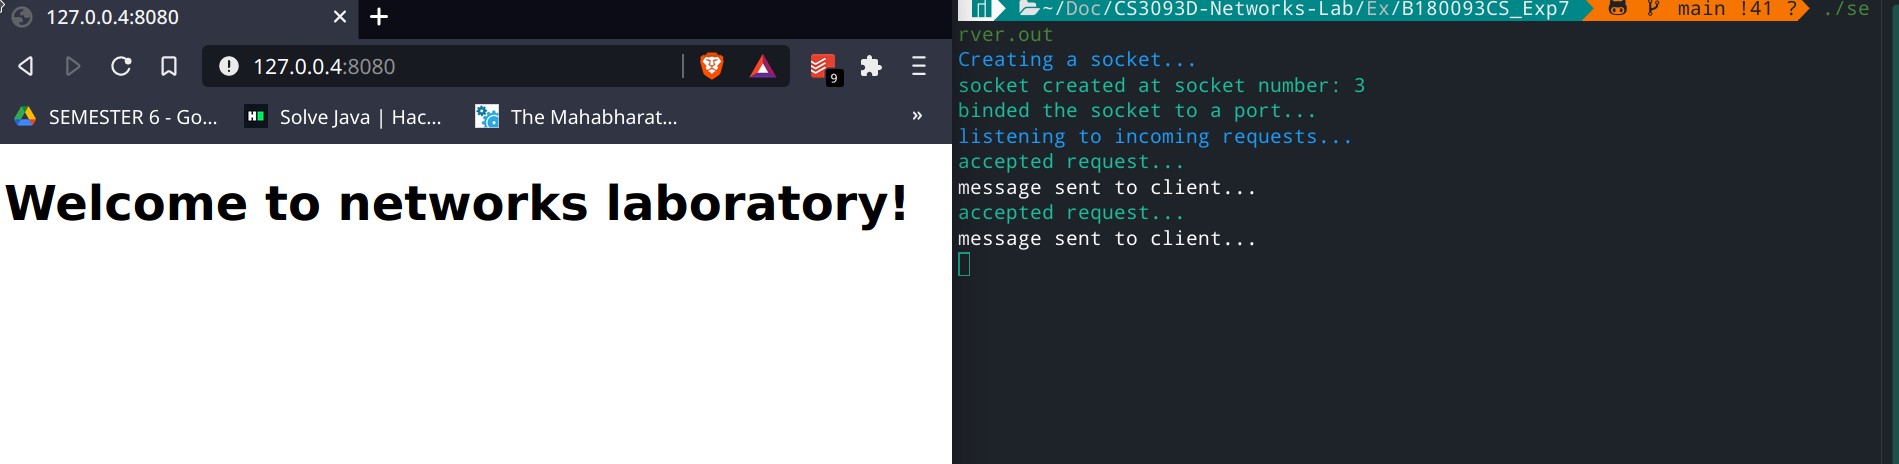 127.0.0.4:8080
127.0.0.4:8080
9
SEMESTER 6 - Go...
Solve Java | Hac...
The Mahabharat...
»
Welcome to networks laboratory!
~/Doc/CS3093D-Networks-Lab/Ex/B180093CS_Exp7 main !41 ? ./se
rver.out
Creating a socket...
socket created at socket number: 3
binded the socket to a port...
listening to incoming requests...
accepted request...
message sent to client...
accepted request...
message sent to client...